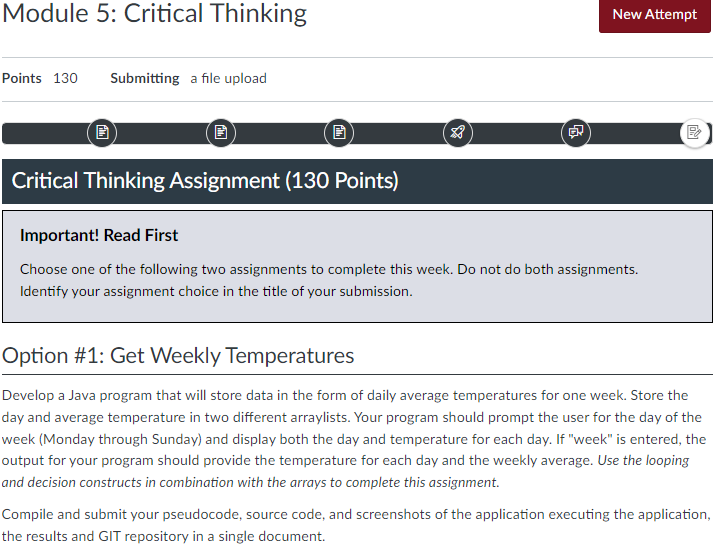 Module 5: Critical Thinking
New Attempt
Points 130 Submitting a file upload
Critical Thinking Assignment (130 Points)
Important! Read First
Choose one of the following two assignments to complete this week. Do not do both assignments.
Identify your assignment choice in the title of your submission.
Option #1: Get Weekly Temperatures
Develop a Java program that will store data in the form of daily average temperatures for one week. Store the
day and average temperature in two different arraylists. Your program should prompt the user for the day of the
week (Monday through Sunday) and display both the day and temperature for each day. If "week" is entered, the
output for your program should provide the temperature for each day and the weekly average. Use the looping
and decision constructs in combination with the arrays to complete this assignment.
Compile and submit your pseudocode, source code, and screenshots of the application executing the application,
the results and GIT repository in a single document.